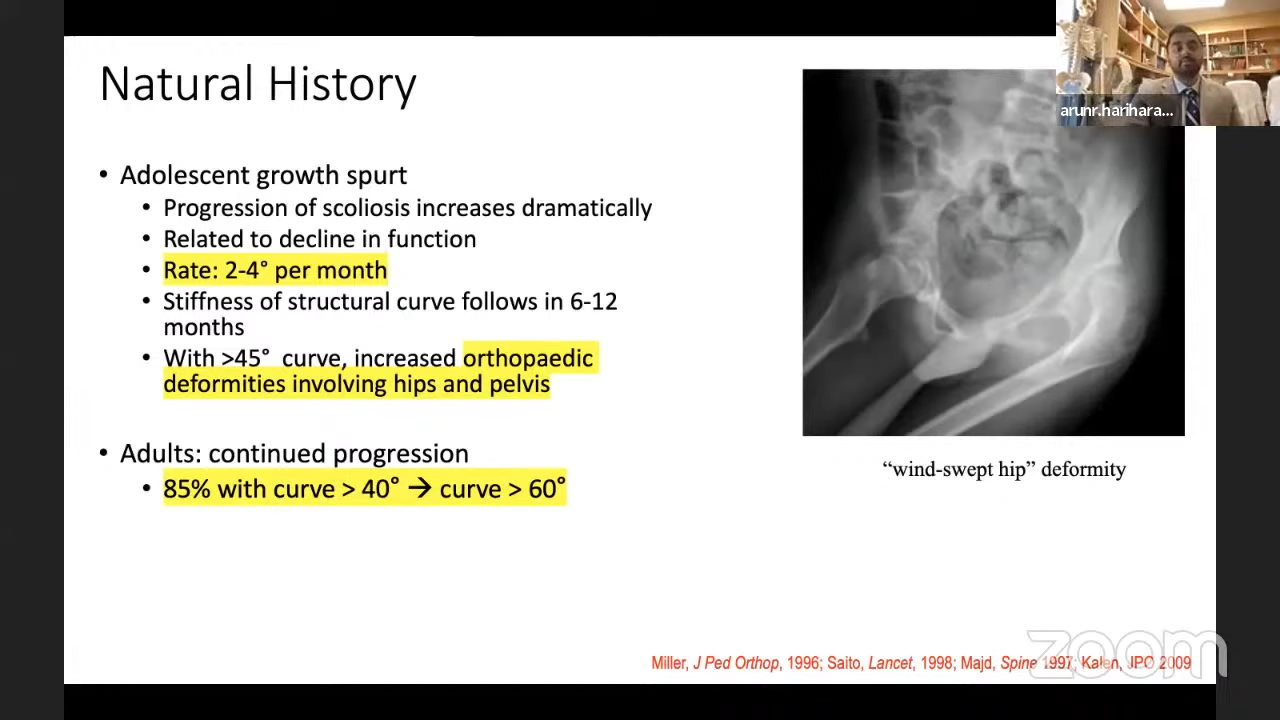 Natural History
arunr.harihara...
• Adolescent growth spurt
• Progression of scoliosis increases dramatically
• Related to decline in function
• Rate: 2-4° per month
• Stiffness of structural curve follows in 6-12
months
• With >45° curve, increased orthopaedic
deformities involving hips and pelvis
• Adults: continued progression
• 85% with curve > 40° → curve > 60°
“wind-swept hip” deformity
Miller, J Ped Orthop, 1996; Saito, Lancet, 1998; Majd, Spine 1997; Kalen, JPO 2009
zoom